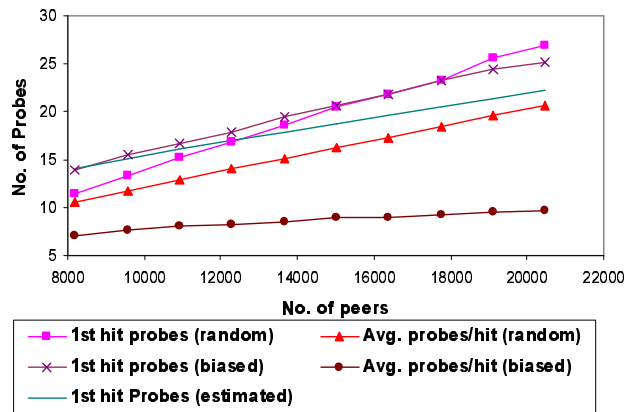 30
25
20
15
10
5
No. of Probes
8000 10000 12000 14000 16000 18000 20000 22000
No. of peers
1st hit probes (random) Avg. probes/hit (random)
1st hit probes (biased) Avg. probes/hit (biased)
1st hit Probes (estimated)